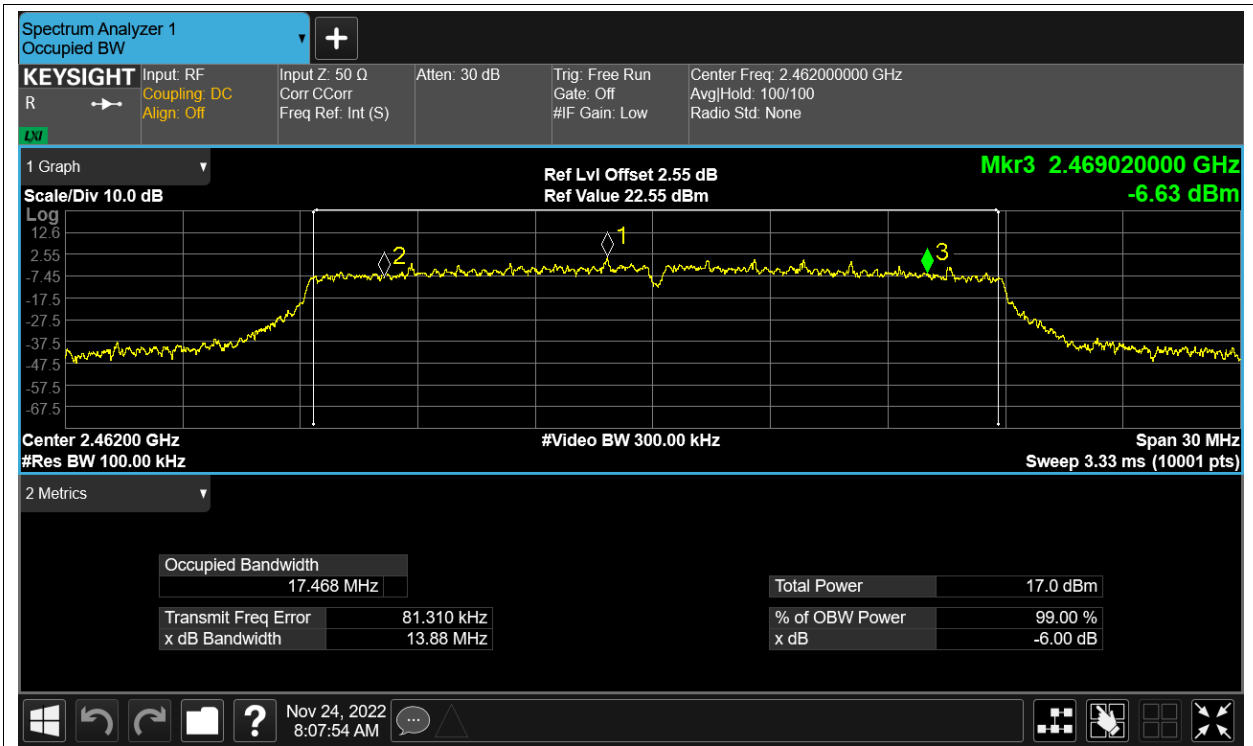 Spectrum Analyzer 1
Occupied BW
KEYSIGHT
R
LXI
Input: RF
Coupling: DC
Align: Off
Input Z: 50 Ω
Corr CCorr
Freq Ref: Int (S)
Atten: 30 dB
Trig: Free Run
Gate: Off
#IF Gain: Low
Center Freq: 2.462000000 GHz
Avg|Hold: 100/100
Radio Std: None
1 Graph
Scale/Div 10.0 dB
Ref Lvl Offset 2.55 dB
Ref Value 22.55 dBm
Mkr3 2.469020000 GHz
-6.63 dBm
Log
12.6
2.55
-7.45
-17.5
-27.5
-37.5
-47.5
-57.5
-67.5
2
1
3
Center 2.46200 GHz
#Video BW 300.00 kHz
Span 30 MHz
#Res BW 100.00 kHz
Sweep 3.33 ms (10001 pts)
2 Metrics
Occupied Bandwidth
17.468 MHz
Transmit Freq Error 81.310 kHz
x dB Bandwidth 13.88 MHz
Total Power 17.0 dBm
% of OBW Power 99.00 %
x dB -6.00 dB
Nov 24, 2022
8:07:54 AM